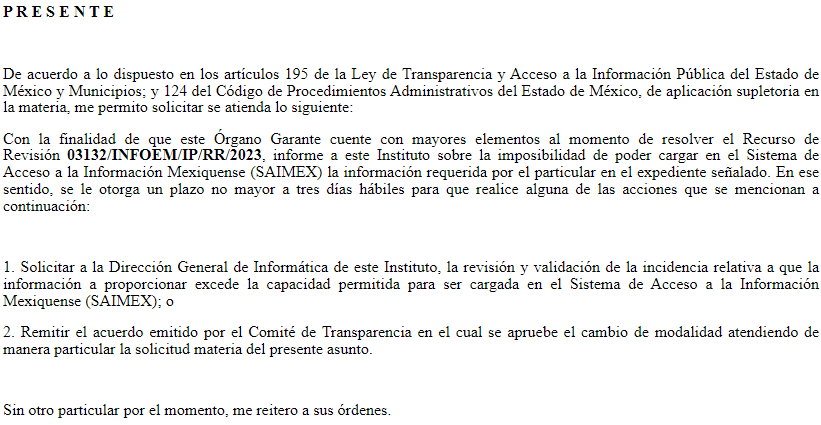 P R E S E N T E
De acuerdo a lo dispuesto en los artículos 195 de la Ley de Transparencia y Acceso a la Información Pública del Estado de
México y Municipios; y 124 del Código de Procedimientos Administrativos del Estado de México, de aplicación supletoria en
la materia, me permito solicitar se atienda lo siguiente:
Con la finalidad de que este Órgano Garante cuente con mayores elementos al momento de resolver el Recurso de
Revisión 03132/INFOEM/IP/RR/2023, informe a este Instituto sobre la imposibilidad de poder cargar en el Sistema de
Acceso a la Información Mexiquense (SAIMEX) la información requerida por el particular en el expediente señalado. En ese
sentido, se le otorga un plazo no mayor a tres días hábiles para que realice alguna de las acciones que se mencionan a
continuación:
1. Solicitar a la Dirección General de Informática de este Instituto, la revisión y validación de la incidencia relativa a que la
información a proporcionar excede la capacidad permitida para ser cargada en el Sistema de Acceso a la Información
Mexiquense (SAIMEX); o
2. Remitir el acuerdo emitido por el Comité de Transparencia en el cual se apruebe el cambio de modalidad atendiendo de
manera particular la solicitud materia del presente asunto.
Sin otro particular por el momento, me reitero a sus órdenes.